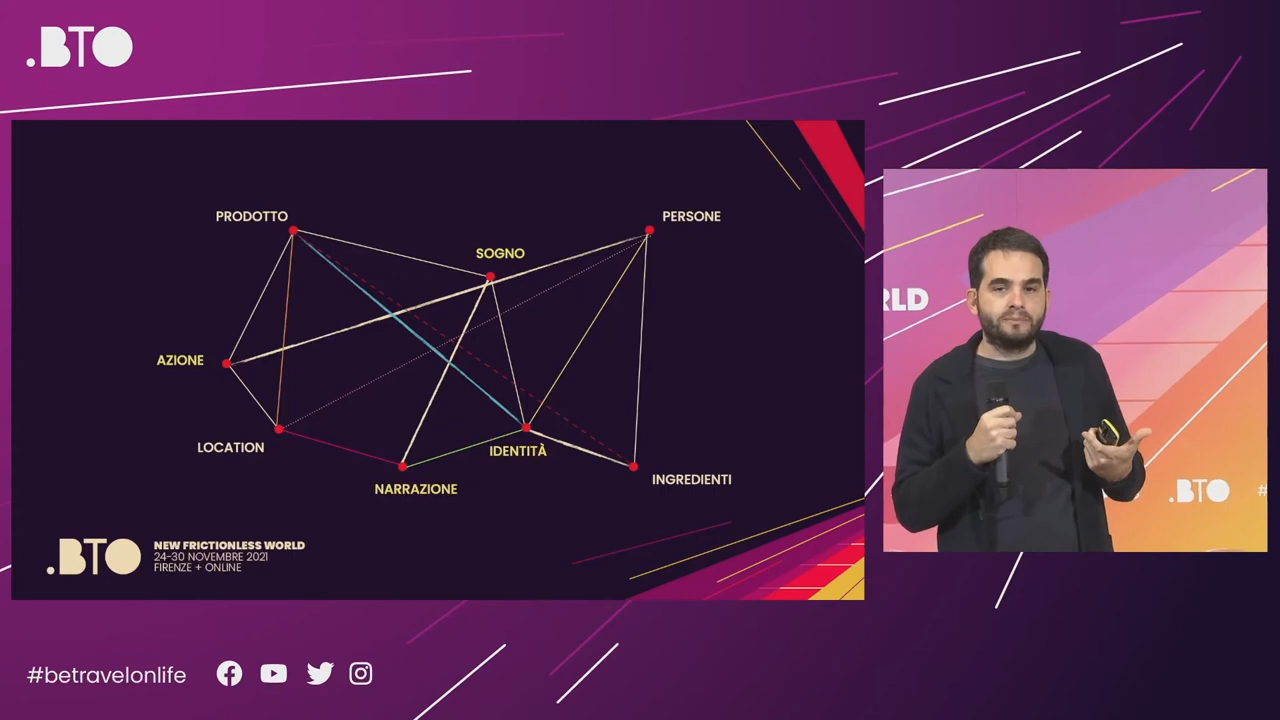 .BTO
PRODOTTO
PERSONE
SOGNO
AZIONE
LOCATION
IDENTITÀ
NARRAZIONE
INGREDIENTI
.BTO
NEW FRICTIONLESS WORLD
24-30 NOVEMBRE 2021
FIRENZE + ONLINE
RLD
.BTO
#
#betravelonlife